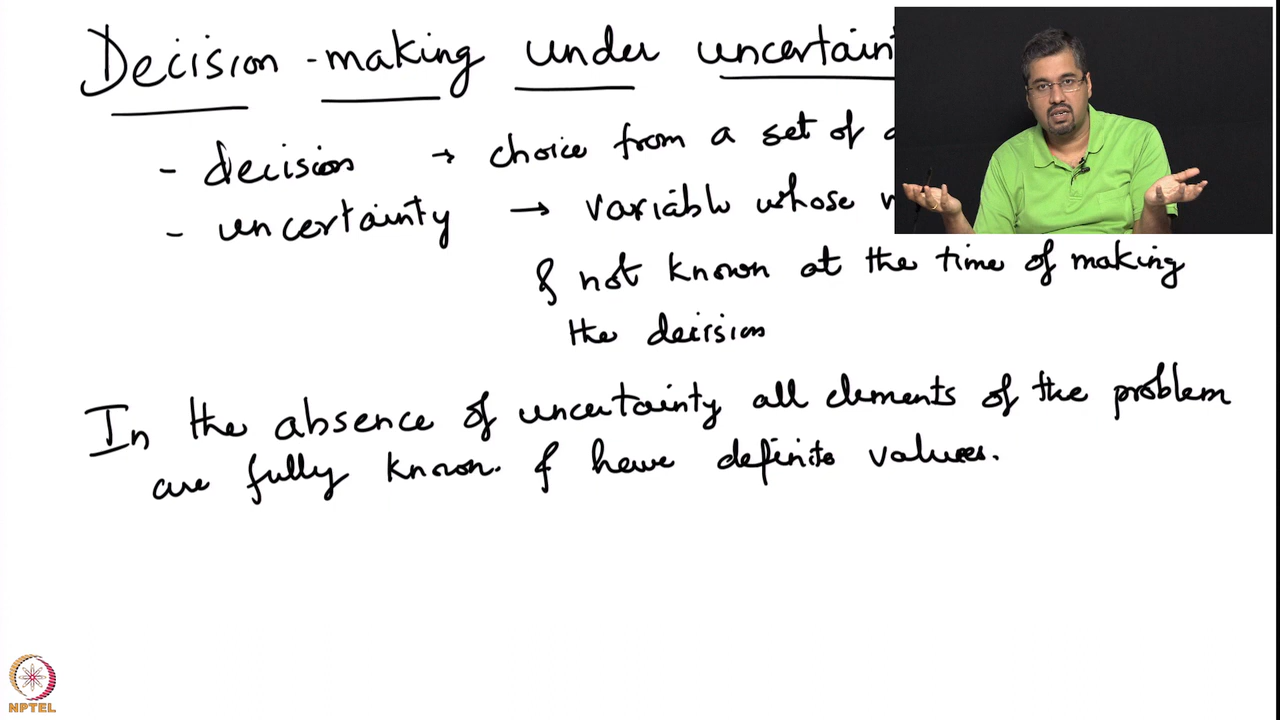 Decision-making under uncertaint
- decision → choice from a set of
- uncertainty → variable whose
& not known at the time of making
the decision
In the absence of uncertainty all elements of the problem
are fully known. & have definite values.
NPTEL